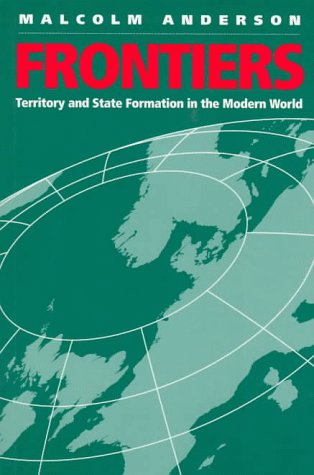 MALCOLM ANDERSON
FRONTIERS
Territory and State Formation in the Modern World